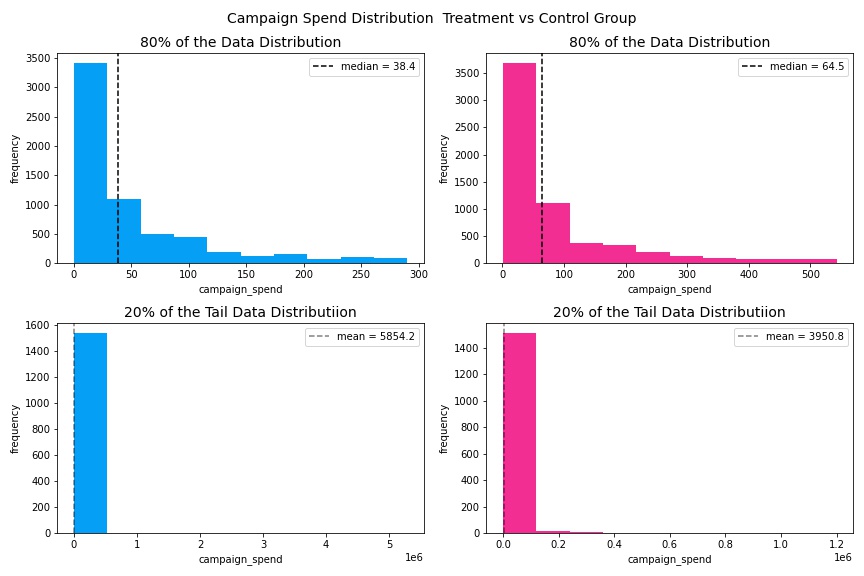 Campaign Spend Distribution  Treatment vs Control Group
80% of the Data Distribution
3500
3000
2500
2000
1500
1000
500
0
frequency
median = 38.4
0 50 100 150 200 250 300
campaign_spend
80% of the Data Distribution
3500
3000
2500
2000
1500
1000
500
0
frequency
median = 64.5
0 100 200 300 400 500
campaign_spend
20% of the Tail Data Distributiion
1600
1400
1200
1000
800
600
400
200
0
frequency
mean = 5854.2
0 1 2 3 4 5
1e6
campaign_spend
20% of the Tail Data Distributiion
1400
1200
1000
800
600
400
200
0
frequency
mean = 3950.8
0.0 0.2 0.4 0.6 0.8 1.0 1.2
1e6
campaign_spend